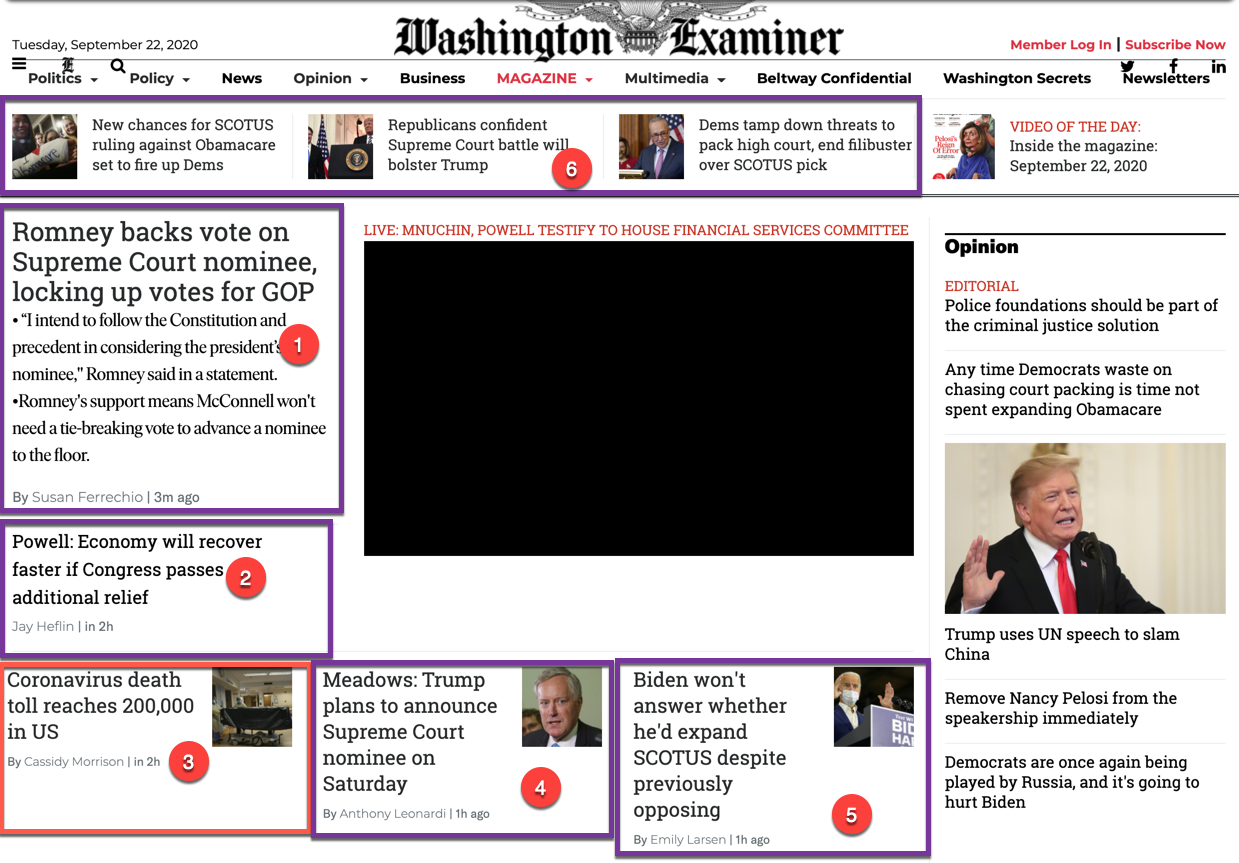 Washington Examiner
Tuesday, September 22, 2020
Member Log In | Subscribe Now
Politics Policy News Opinion Business MAGAZINE Multimedia Beltway Confidential Washington Secrets Newsletters
New chances for SCOTUS
ruling against Obamacare
set to fire up Dems
Republicans confident
Supreme Court battle will
bolster Trump
6
Dems tamp down threats to
pack high court, end filibuster
over SCOTUS pick
Pelosi's
Reign
Of Error
VIDEO OF THE DAY:
Inside the magazine:
September 22, 2020
Romney backs vote on
Supreme Court nominee,
locking up votes for GOP
• “I intend to follow the Constitution and
precedent in considering the president's
nominee," Romney said in a statement.
•Romney's support means McConnell won't
need a tie-breaking vote to advance a nominee
to the floor.
1
By Susan Ferrechio | 3m ago
Powell: Economy will recover
faster if Congress passes
additional relief
2
Jay Heflin | in 2h
LIVE: MNUCHIN, POWELL TESTIFY TO HOUSE FINANCIAL SERVICES COMMITTEE
Coronavirus death
toll reaches 200,000
in US
By Cassidy Morrison | in 2h
3
Meadows: Trump
plans to announce
Supreme Court
nominee on
Saturday
4
By Anthony Leonardi | 1h ago
Biden won't
answer whether
he'd expand
SCOTUS despite
previously
opposing
5
By Emily Larsen | 1h ago
Opinion
EDITORIAL
Police foundations should be part of
the criminal justice solution
Any time Democrats waste on
chasing court packing is time not
spent expanding Obamacare
Trump uses UN speech to slam
China
Remove Nancy Pelosi from the
speakership immediately
Democrats are once again being
played by Russia, and it's going to
hurt Biden